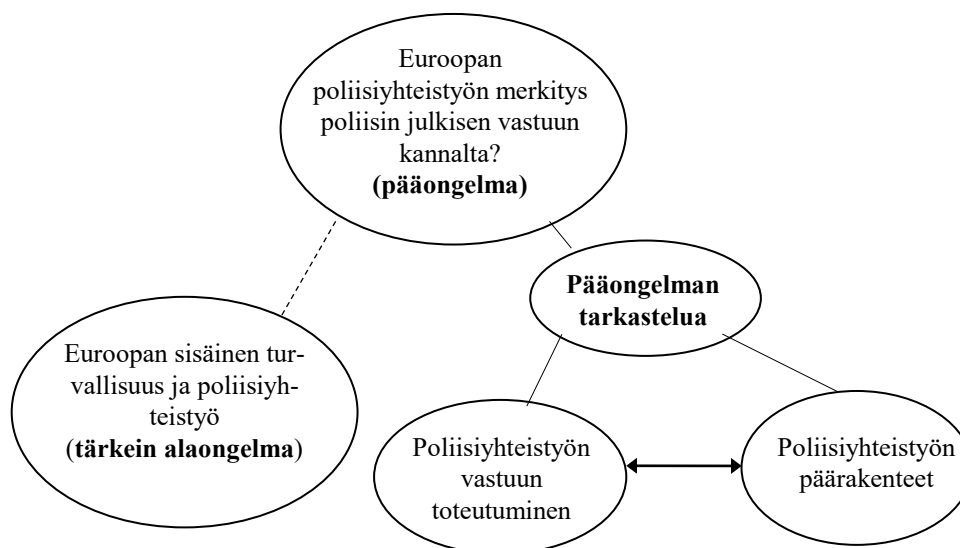 Euroopan
poliisiyhteistyön merkitys
poliisin julkisen vastuun
kannalta?
(pääongelma)
Pääongelman
tarkastelua
Euroopan sisäinen tur-
vallisuus ja poliisiyh-
teistyö
(tärkein alaongelma)
Poliisiyhteistyön
vastuun
toteutuminen
Poliisiyhteistyön
päärakenteet